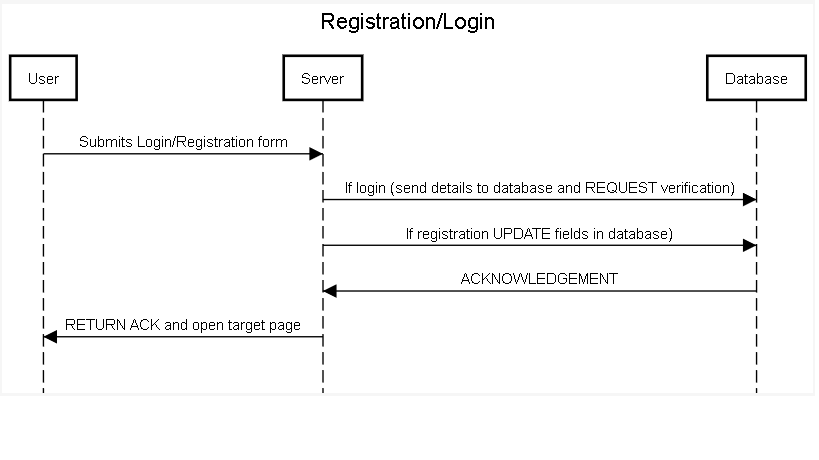 Registration/Login
User
Server
Database
Submits Login/Registration form
If login (send details to database and REQUEST verification)
If registration UPDATE fields in database)
ACKNOWLEDGEMENT
RETURN ACK and open target page